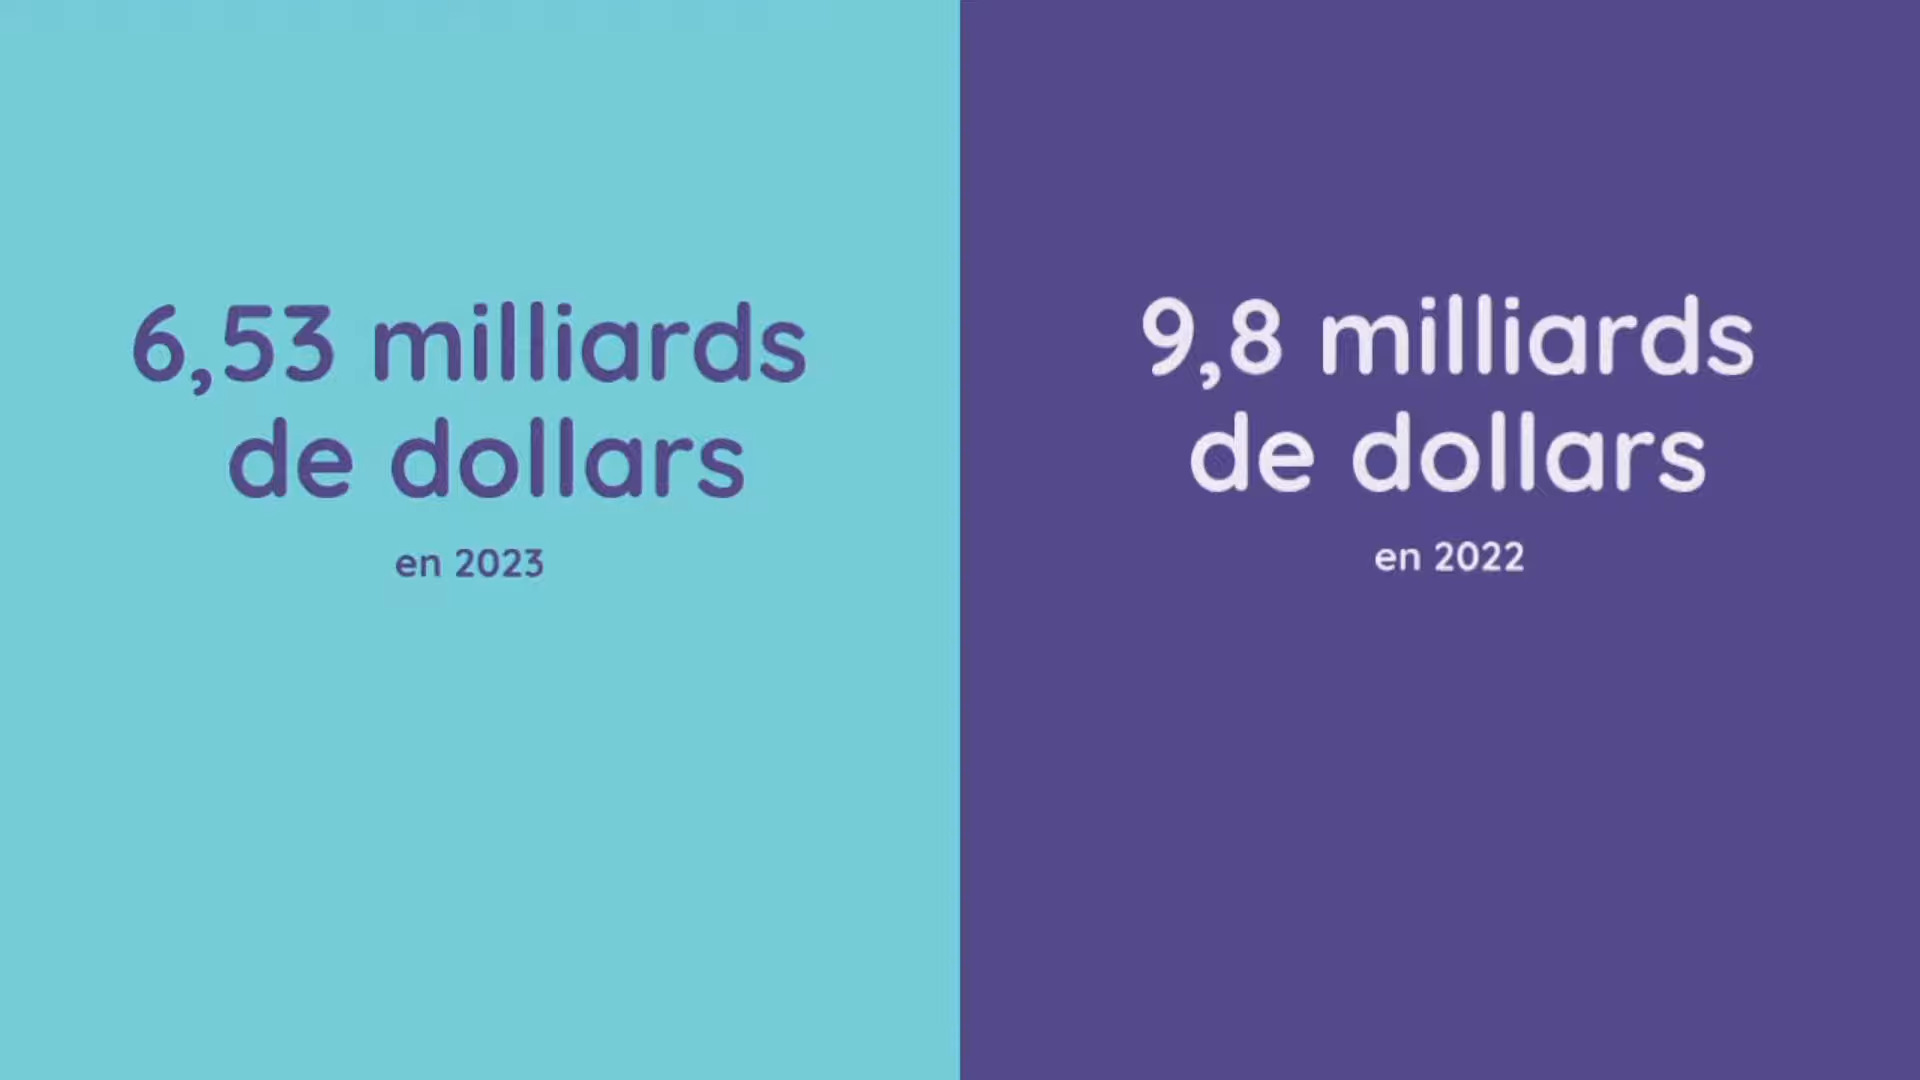 6,53 milliards
de dollars
en 2023
9,8 milliards
de dollars
en 2022